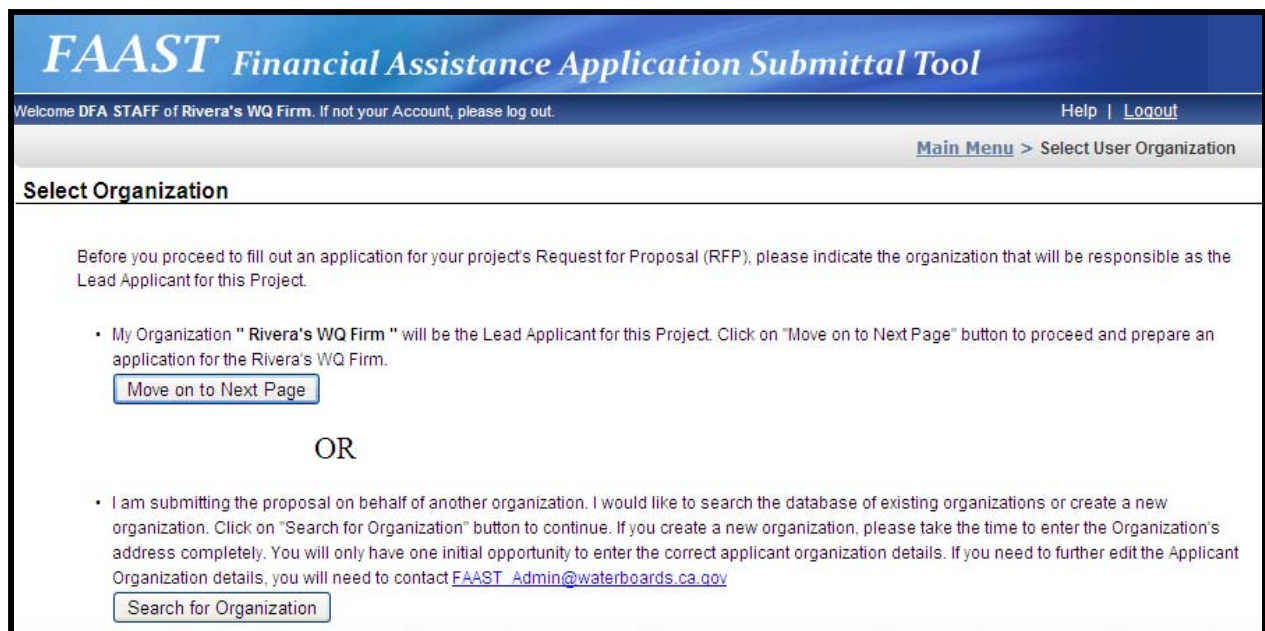 FAAST Financial Assistance Application Submittal Tool
Welcome DFA STAFF of Rivera's WQ Firm. If not your Account, please log out. Help | Logout
Main Menu > Select User Organization
Select Organization
Before you proceed to fill out an application for your project's Request for Proposal (RFP), please indicate the organization that will be responsible as the
Lead Applicant for this Project.
• My Organization " Rivera's WQ Firm " will be the Lead Applicant for this Project. Click on "Move on to Next Page" button to proceed and prepare an
application for the Rivera's WQ Firm.
Move on to Next Page
OR
• I am submitting the proposal on behalf of another organization. I would like to search the database of existing organizations or create a new
organization. Click on "Search for Organization" button to continue. If you create a new organization, please take the time to enter the Organization's
address completely. You will only have one initial opportunity to enter the correct applicant organization details. If you need to further edit the Applicant
Organization details, you will need to contact FAAST_Admin@waterboards.ca.gov
Search for Organization